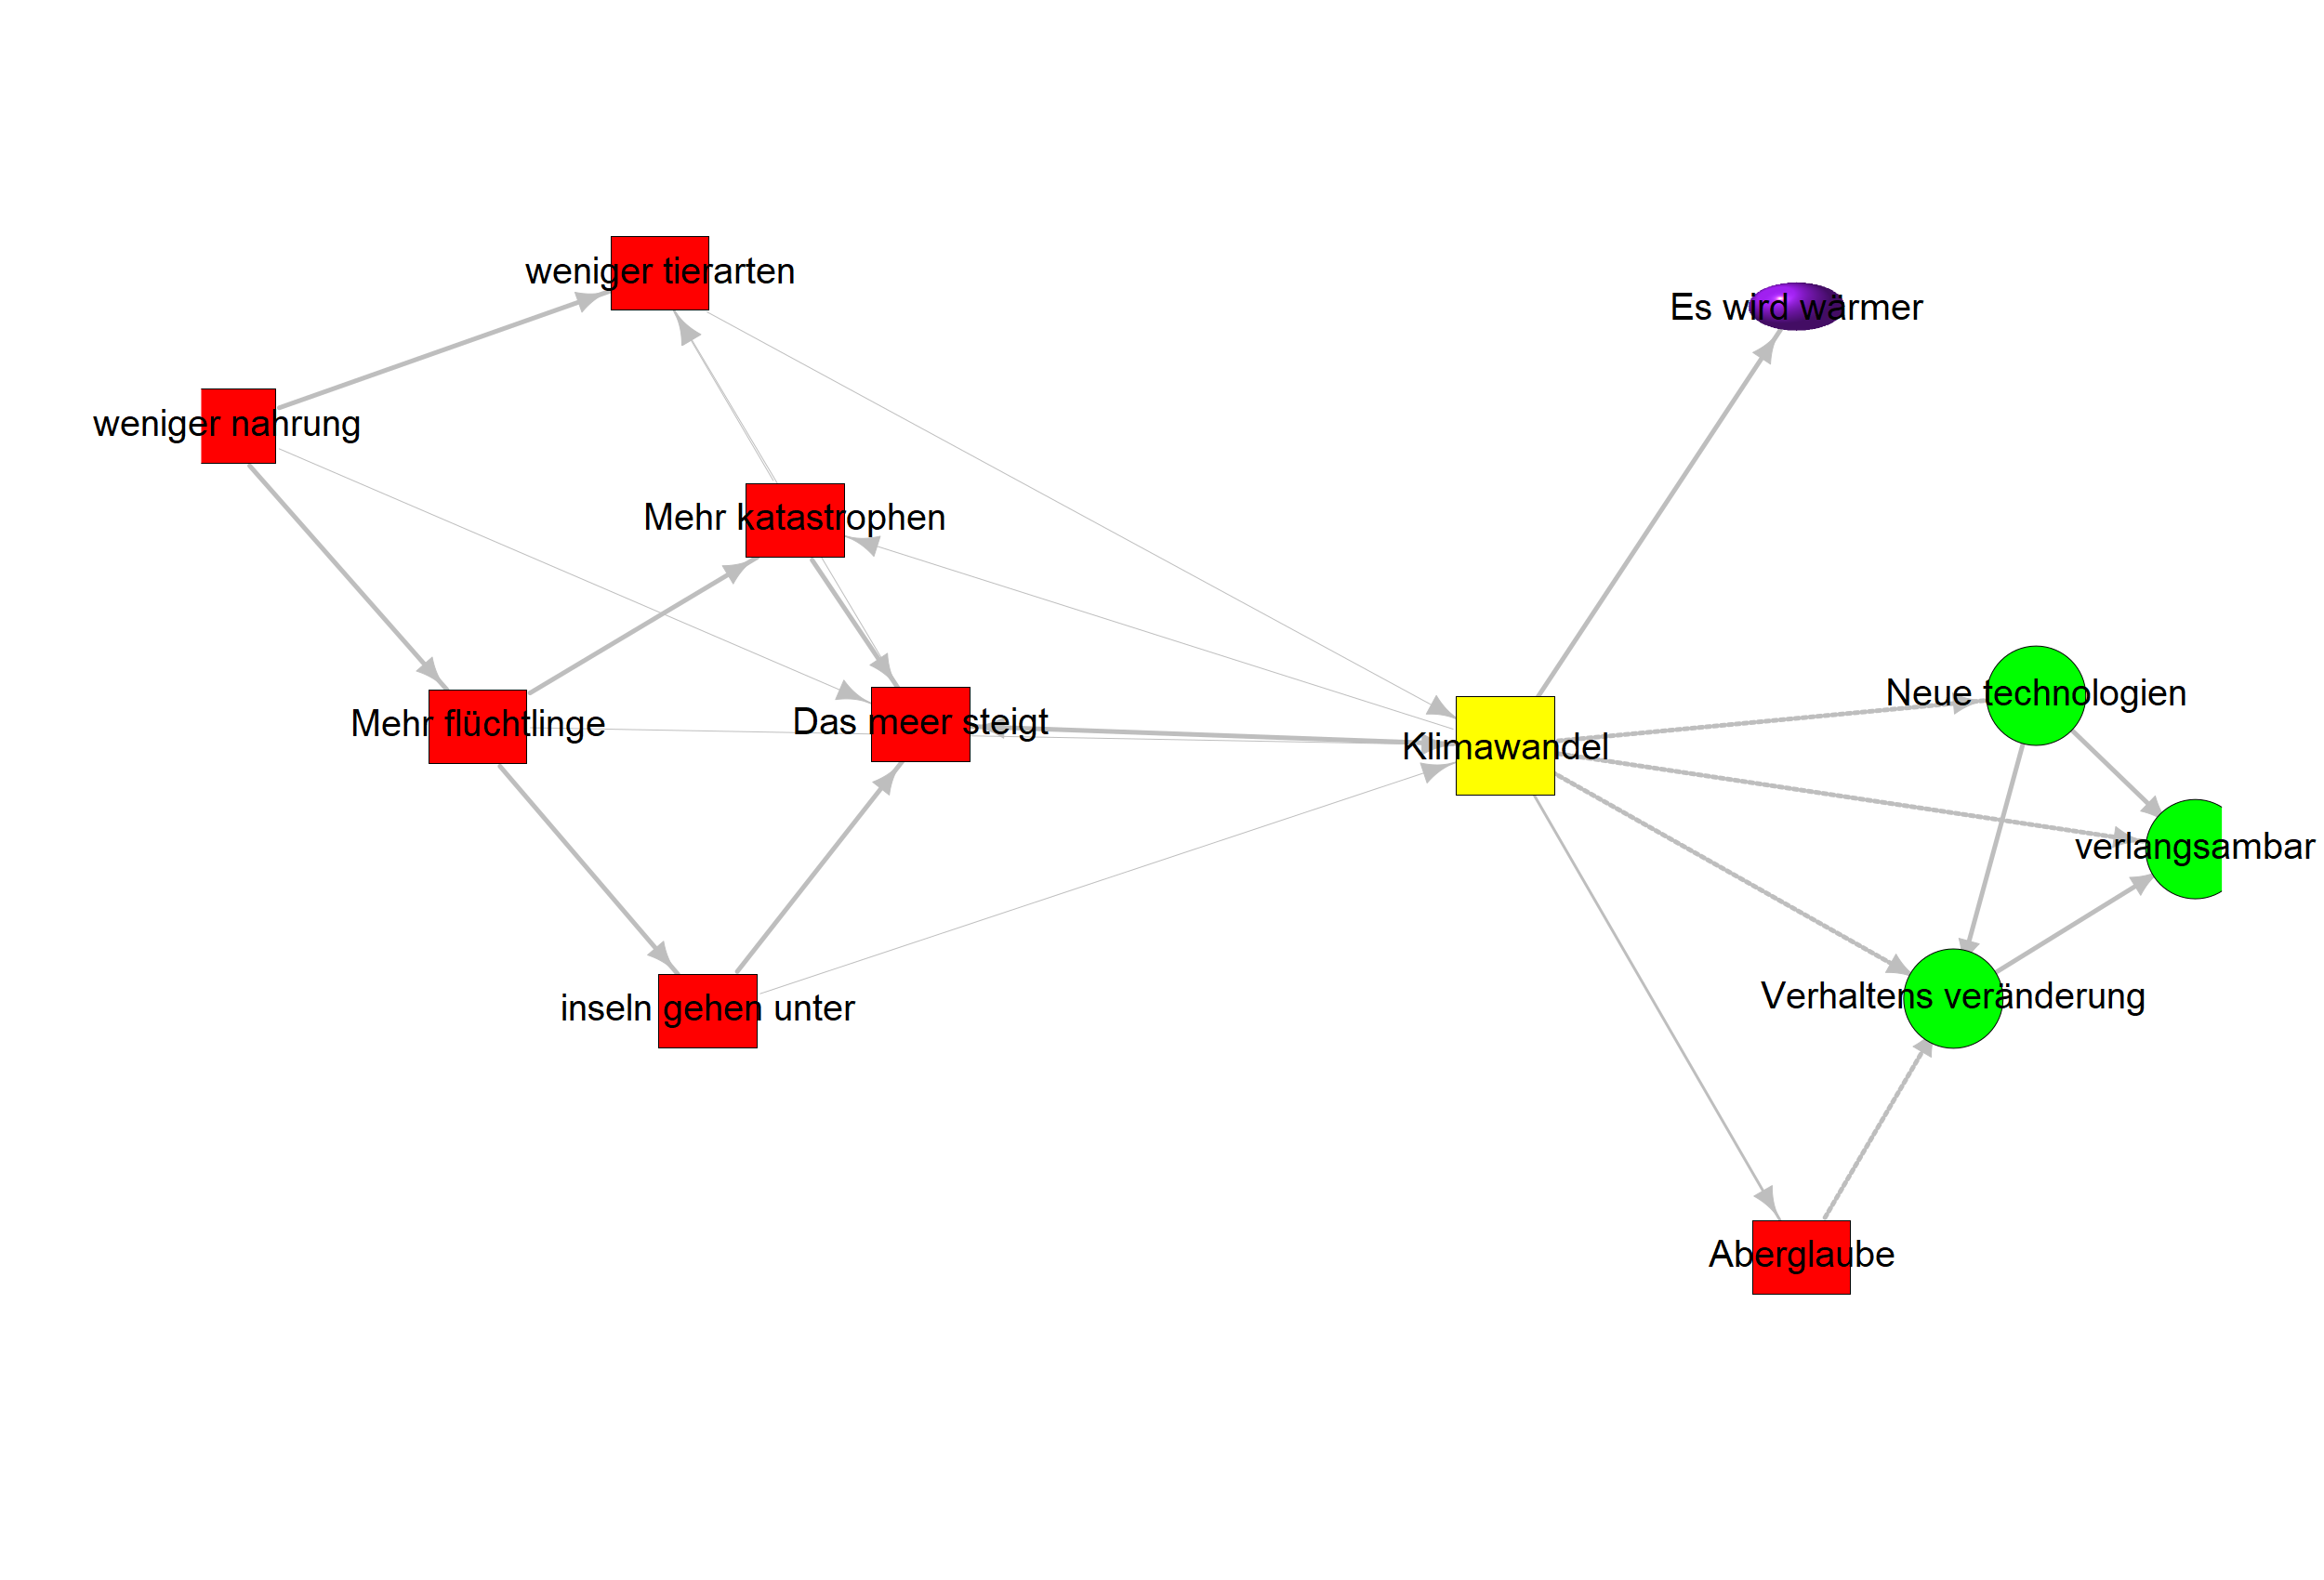 weniger tierarten
Es wird wärmer
weniger nahrung
Mehr katastrophen
Neue technologien
Mehr flüchtlinge
Das meer steigt
Klimawandel
verlangsambar
Verhaltens veränderung
inseln gehen unter
Aberglaube